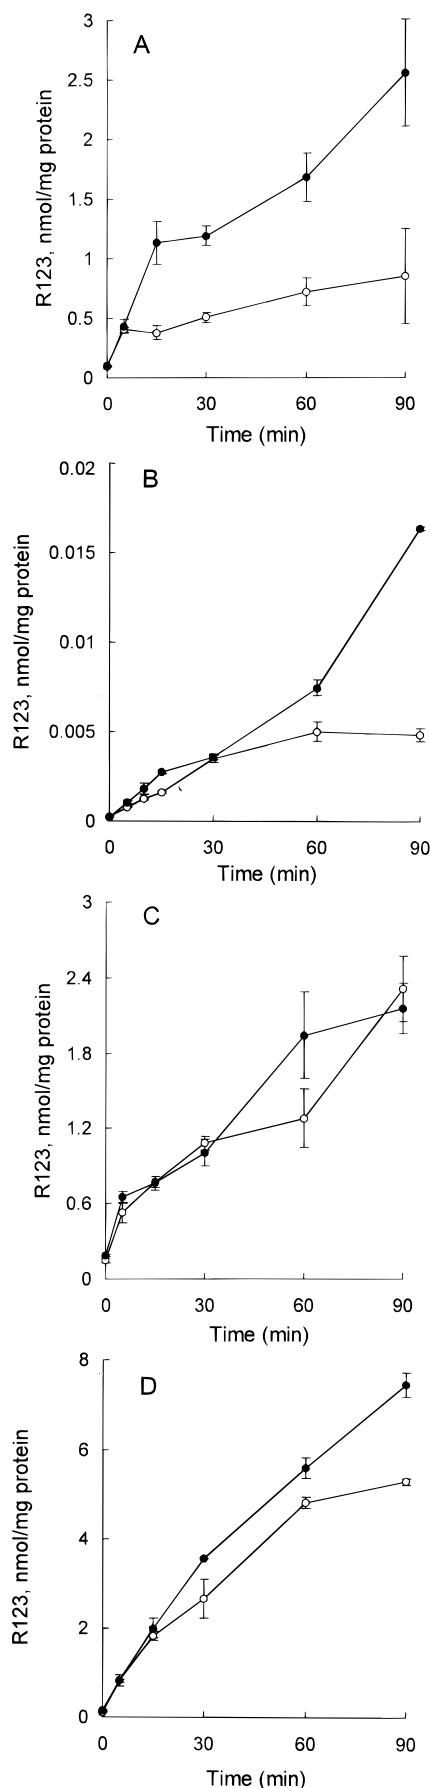 A
3
2.5
2
1.5
1
0.5
0
R123, nmol/mg protein
0 30 60 90
Time (min)
B
0.02
0.015
0.01
0.005
0
R123, nmol/mg protein
0 30 60 90
Time (min)
C
3
2.4
1.8
1.2
0.6
0
R123, nmol/mg protein
0 30 60 90
Time (min)
D
8
6
4
2
0
R123, nmol/mg protein
0 30 60 90
Time (min)